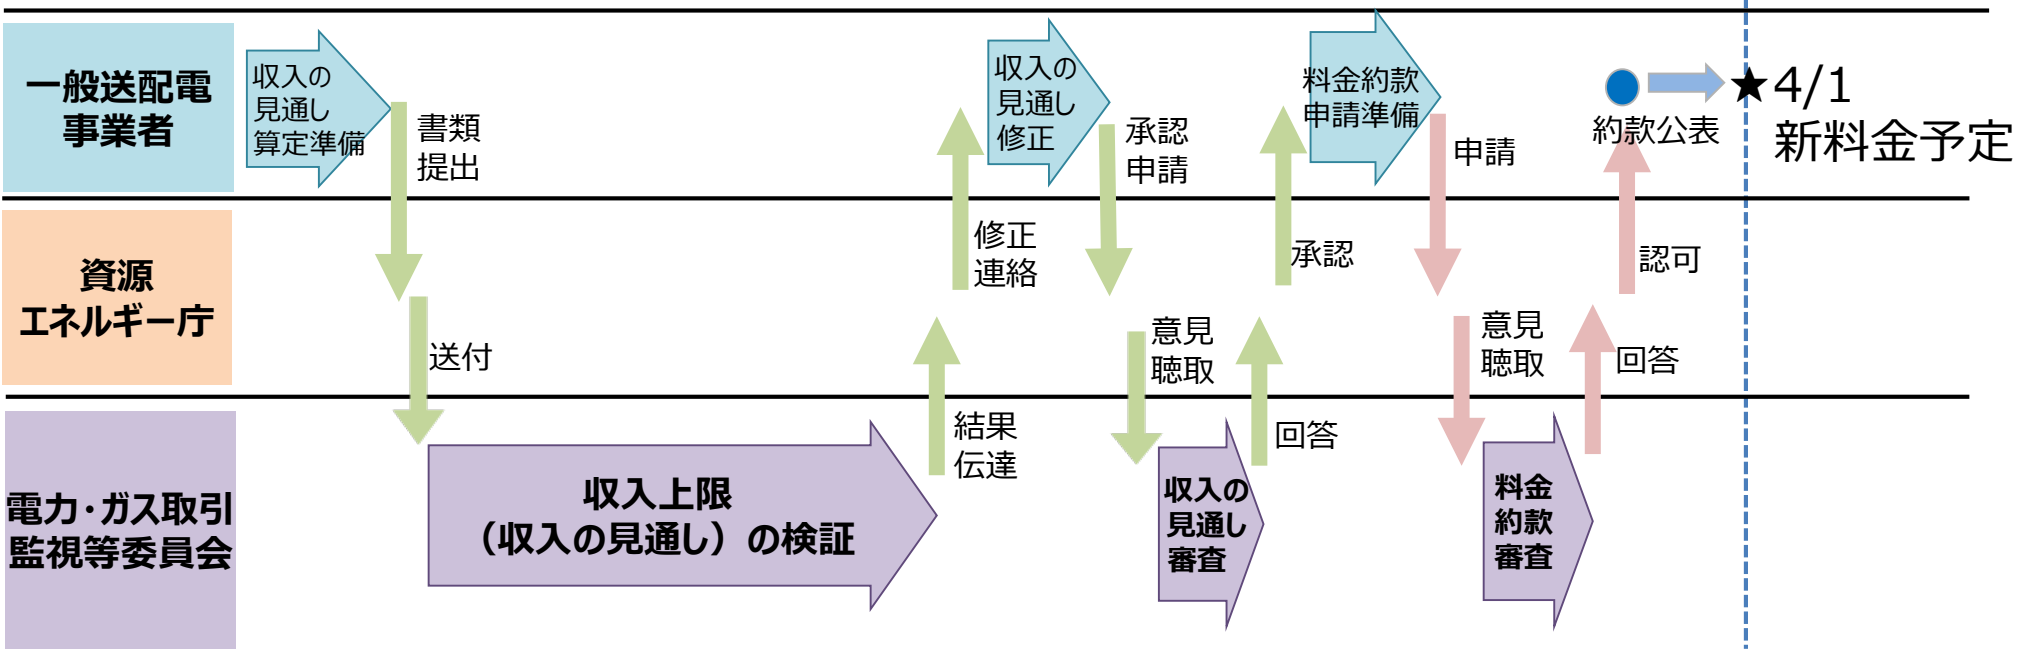 一般送配電
事業者
収入の
見通し
算定準備
書類
提出
収入の
見通し
修正
承認
申請
料金約款
申請準備
申請
約款公表
★4/1
新料金予定
資源
エネルギー庁
送付
修正
連絡
意見
聴取
承認
意見
聴取
認可
回答
電力・ガス取引
監視等委員会
収入上限
（収入の見通し）の検証
結果
伝達
収入の
見通し
審査
回答
料金
約款
審査